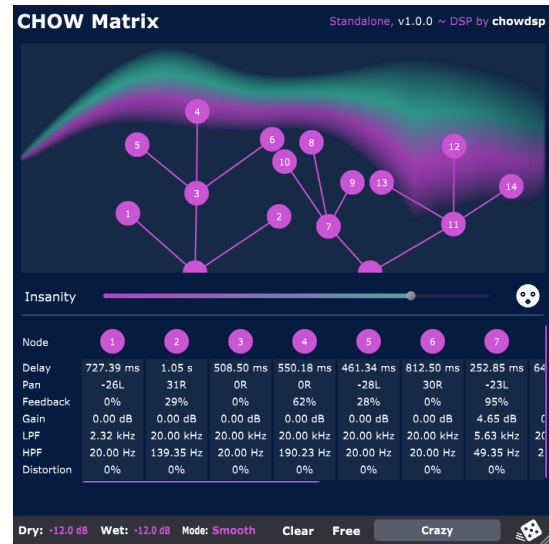 CHOW Matrix Standalone, v1.0.0 ~ DSP by chowdsp
4
5 6 8
10 12
3 9 13 14
1 2
7 11
Insanity
Node 1 2 3 4 5 6 7
Delay 727.39 ms 1.05 s 508.50 ms 550.18 ms 461.34 ms 812.50 ms 252.85 ms 64
Pan -26L 31R 0R 0R -28L 30R -23L
Feedback 0% 29% 0% 62% 28% 0% 95%
Gain 0.00 dB 0.00 dB 0.00 dB 0.00 dB 0.00 dB 0.00 dB 4.65 dB
LPF 2.32 kHz 20.00 kHz 20.00 kHz 20.00 kHz 20.00 kHz 20.00 kHz 5.63 kHz 20
HPF 20.00 Hz 139.35 Hz 20.00 Hz 190.23 Hz 20.00 Hz 20.00 Hz 49.35 Hz 2
Distortion 0% 0% 0% 0% 0% 0% 0%
Dry: -12.0 dB Wet: -12.0 dB Mode: Smooth Clear Free Crazy